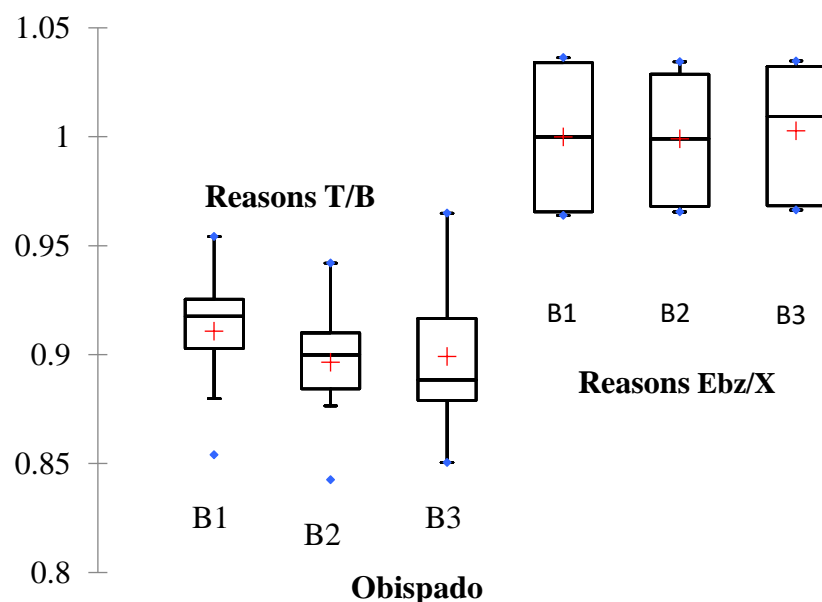 1.05
1
0.95
0.9
0.85
0.8
Reasons T/B
B1
B2
B3
B1
B2
B3
Reasons Ebz/X
Obispado